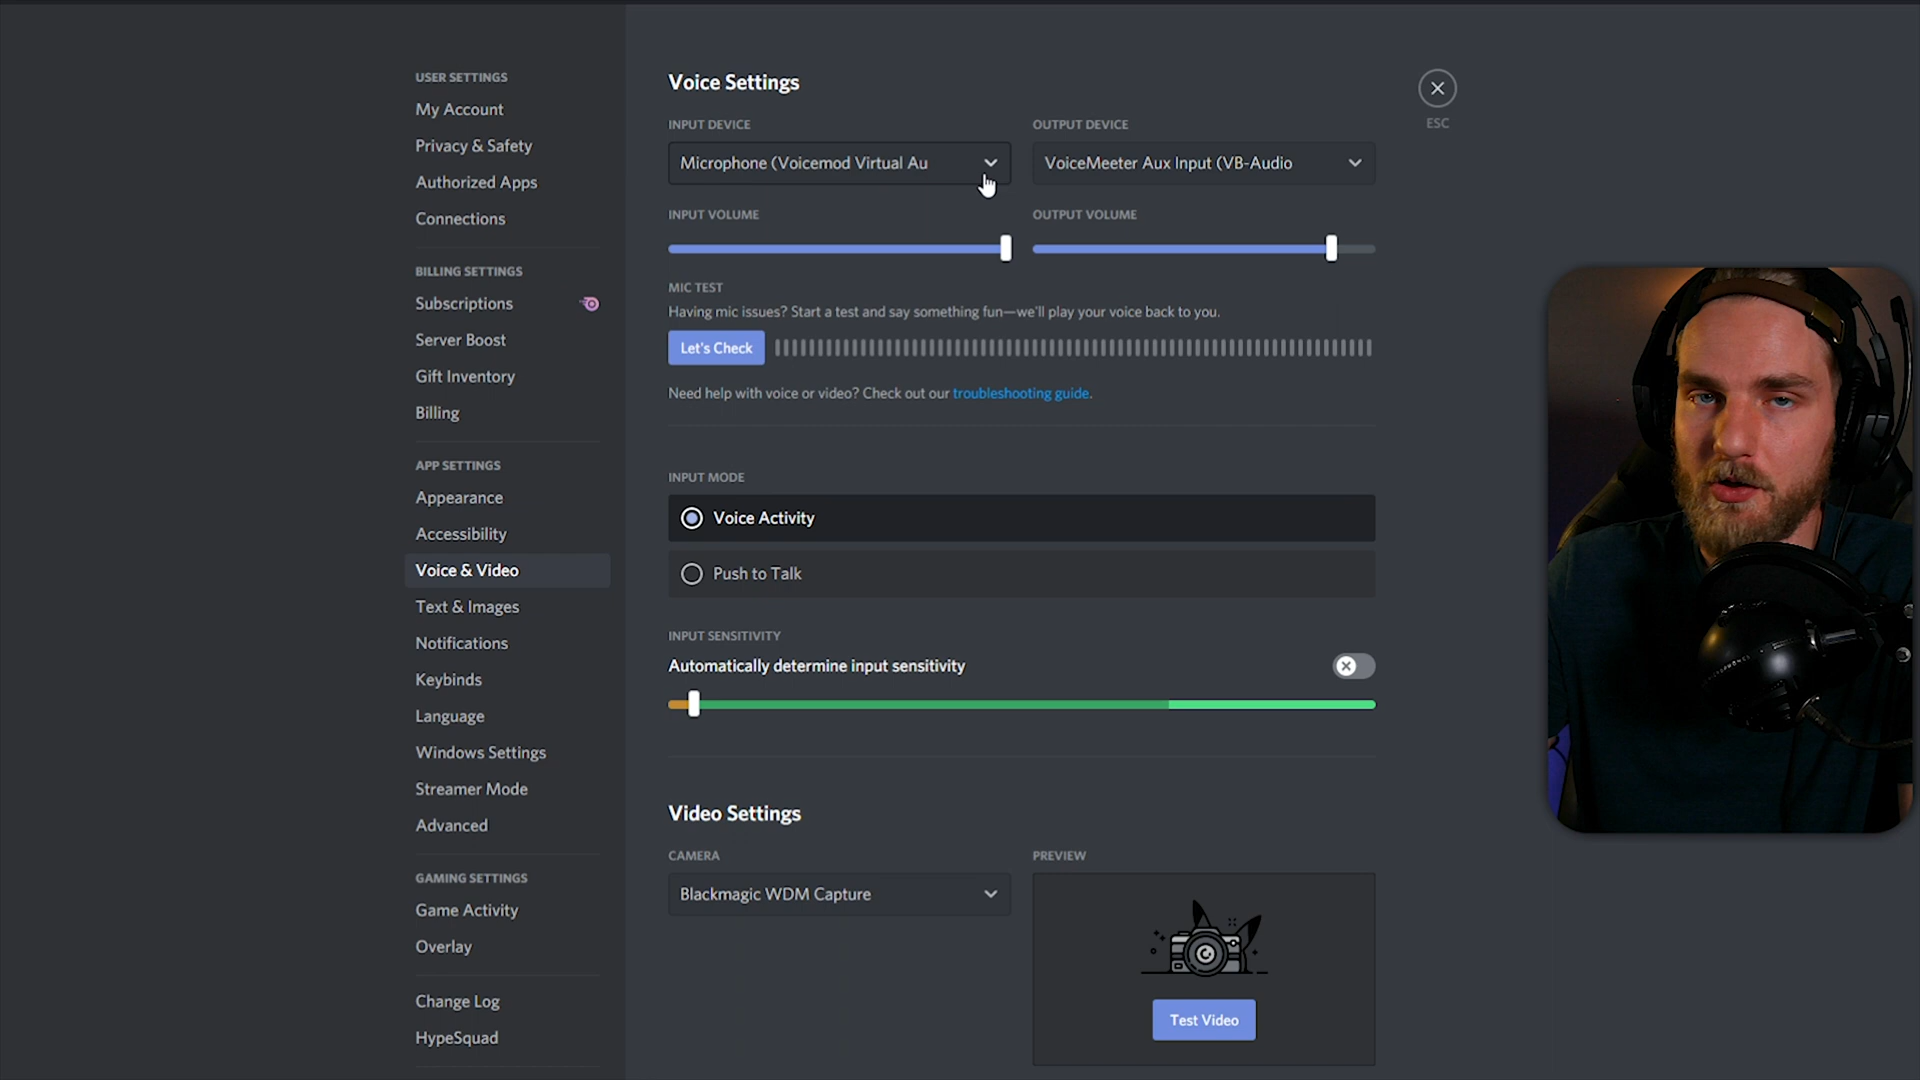 USER SETTINGS
My Account
Privacy & Safety
Authorized Apps
Connections
BILLING SETTINGS
Subscriptions
Server Boost
Gift Inventory
Billing
APP SETTINGS
Appearance
Accessibility
Voice & Video
Text & Images
Notifications
Keybinds
Language
Windows Settings
Streamer Mode
Advanced
GAMING SETTINGS
Game Activity
Overlay
Change Log
HypeSquad
Voice Settings
INPUT DEVICE
Microphone (Voicemod Virtual Au
OUTPUT DEVICE
VoiceMeeter Aux Input (VB-Audio
INPUT VOLUME
OUTPUT VOLUME
MIC TEST
Having mic issues? Start a test and say something fun—we'll play your voice back to you.
Let's Check
Need help with voice or video? Check out our troubleshooting guide.
INPUT MODE
Voice Activity
Push to Talk
INPUT SENSITIVITY
Automatically determine input sensitivity
Video Settings
CAMERA
Blackmagic WDM Capture
PREVIEW
Test Video
ESC